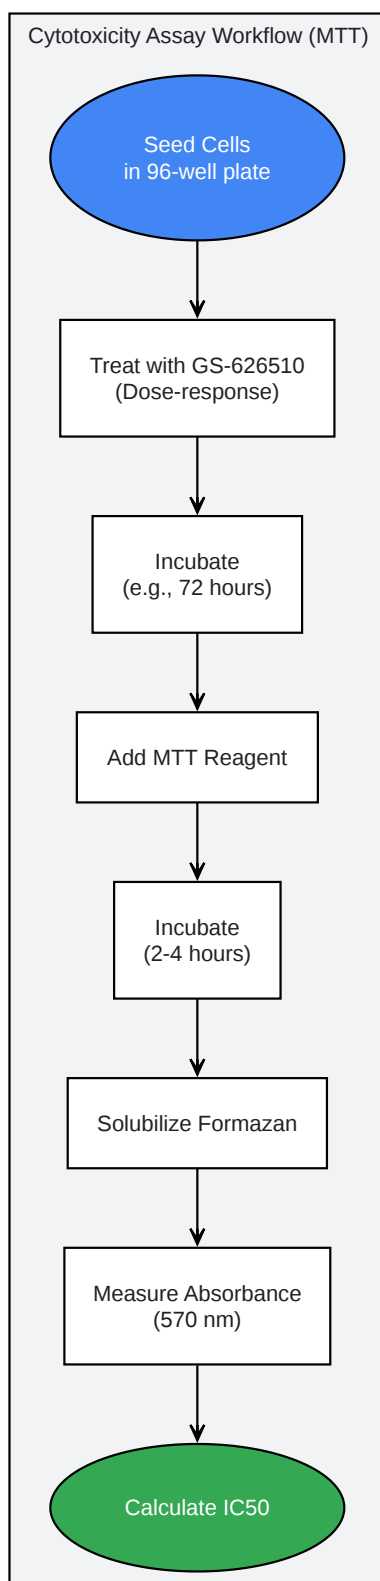 Cytotoxicity Assay Workflow (MTT)
Seed Cells
in 96-well plate
Treat with GS-626510
(Dose-response)
Incubate
(e.g., 72 hours)
Add MTT Reagent
Incubate
(2-4 hours)
Solubilize Formazan
Measure Absorbance
(570 nm)
Calculate IC50